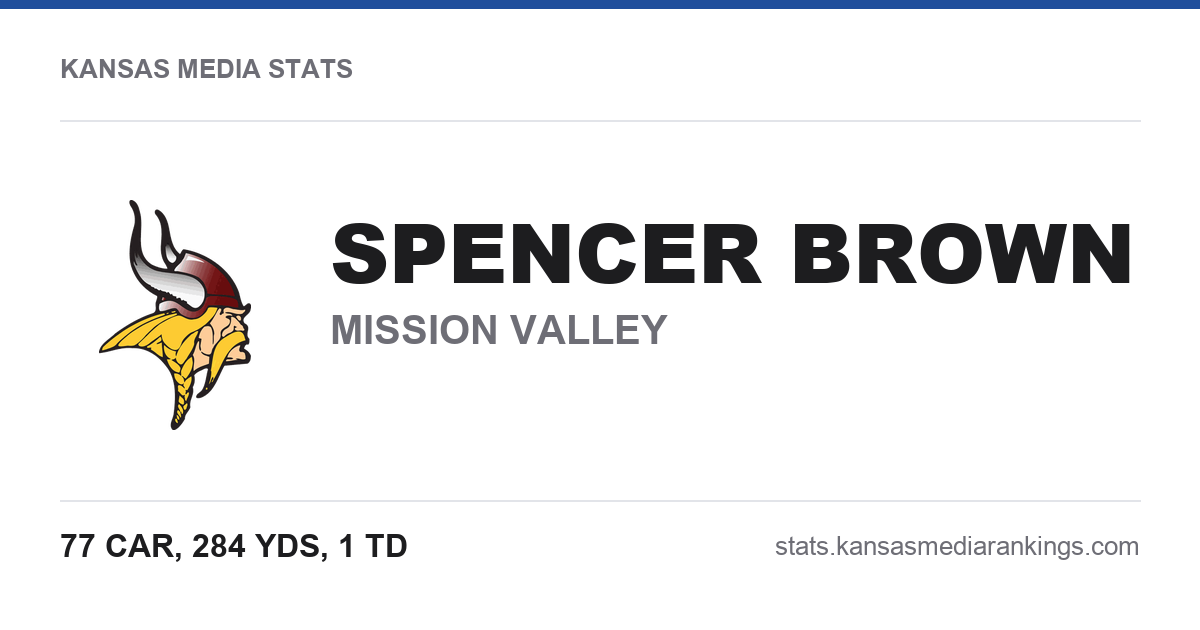 KANSAS MEDIA STATS
SPENCER BROWN
MISSION VALLEY
77 CAR, 284 YDS, 1 TD
stats.kansasmediarankings.com